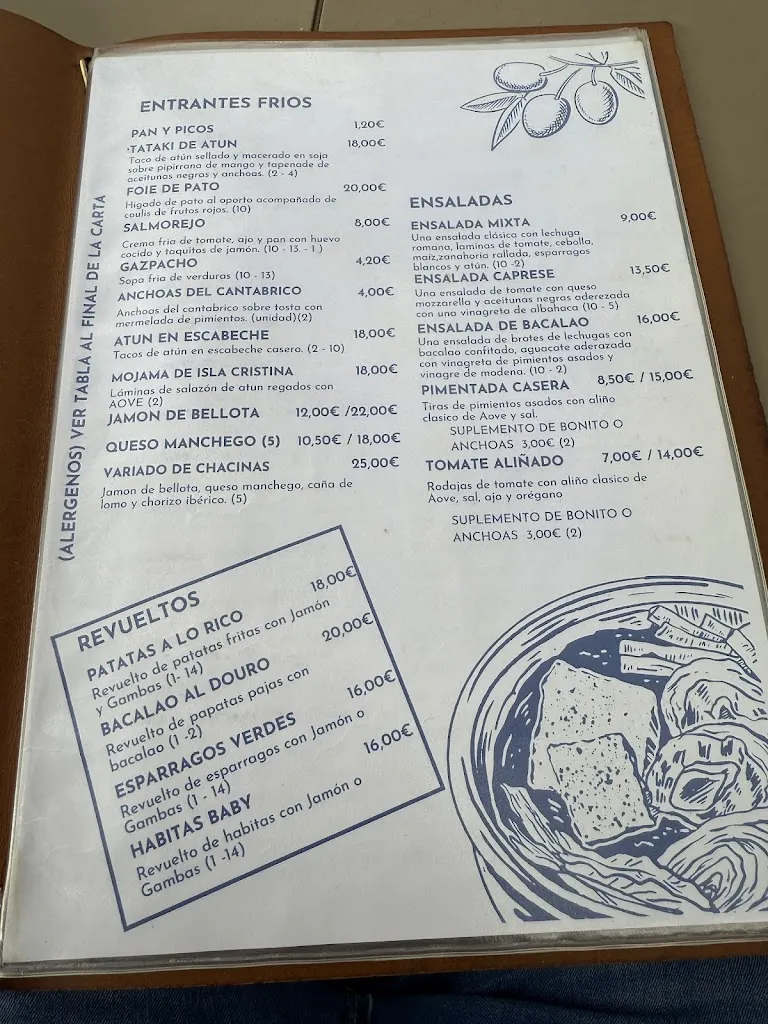 ENTRANTES FRIOS
PAN Y PICOS 1,20€
•TATAKI DE ATUN 18,00€
Taco de atún sellado y macerado en soja
sobre pipirrana de mango y tapenade de
aceitunas negras y anchoas. (2 - 4)
FOIE DE PATO 20,00€
Higado de pato al oporto acompañado de
coulis de frutos rojos. (10)
SALMOREJO 8,00€
Crema fria de tomate, ajo y pan con huevo
cocido y taquitos de jamón. (10 - 13. - 1.)
GAZPACHO 4,20€
Sopa fria de verduras (10 - 13)
ANCHOAS DEL CANTABRICO 4,00€
Anchoas del cantabrico sobre tosta con
mermelada de pimientos. (unidad)(2)
ATUN EN ESCABECHE 18,00€
Tacos de atún en escabeche casero. (2 - 10)
MOJAMA DE ISLA CRISTINA 18,00€
Láminas de salazón de atun regados con
AOVE (2)
JAMON DE BELLOTA 12,00€ /22,00€
QUESO MANCHEGO (5) 10,50€ / 18,00€
VARIADO DE CHACINAS 25,00€
Jamon de bellota, queso manchego, caña de
lomo y chorizo ibérico. (5)
(ALERGENOS) VER TABLA AL FINAL DE LA CARTA
ENSALADAS
ENSALADA MIXTA 9,00€
Una ensalada clásica con lechuga
romana, laminas de tomate, cebolla,
maíz,zanahoria rallada, esparragos
blancos y atún. (10 -2)
ENSALADA CAPRESE 13,50€
Una ensalada de tomate con queso
mozzarella y aceitunas negras aderezada
con una vinagreta de albahaca (10 - 5)
ENSALADA DE BACALAO 16,00€
Una ensalada de brotes de lechugas con
bacalao confitado, aguacate aderazada
con vinagreta de pimientos asados y
vinagre de modena. (10 - 2)
PIMENTADA CASERA 8,50€ / 15,00€
Tiras de pimientos asados con aliño
clasico de Aove y sal.
SUPLEMENTO DE BONITO O
ANCHOAS 3,00€ (2)
TOMATE ALIÑADO 7,00€ / 14,00€
Rodajas de tomate con aliño clasico de
Aove, sal, ajo y orégano
SUPLEMENTO DE BONITO O
ANCHOAS 3,00€ (2)
REVUELTOS
PATATAS A LO RICO 18,00€
Revuelto de patatas fritas con Jamón
y Gambas (1- 14)
BACALAO AL DOURO 20,00€
Revuelto de papatas pajas con
bacalao (1 -2)
ESPARRAGOS VERDES 16,00€
Revuelto de esparragos con Jamón o
Gambas (1 - 14)
HABITAS BABY 16,00€
Revuelto de habitas con Jamón o
Gambas (1 -14)